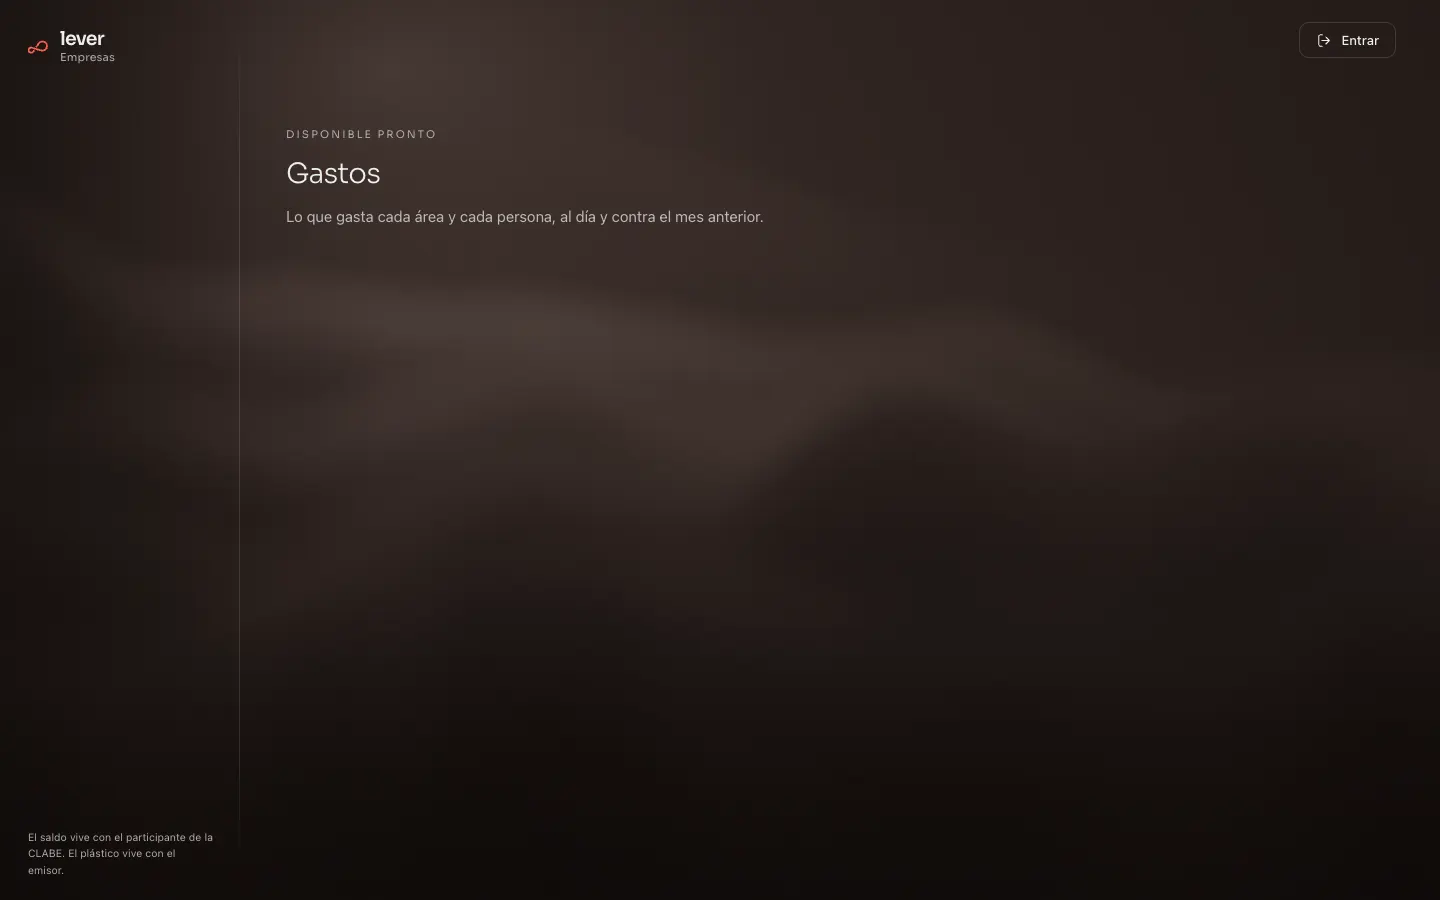 lever
Empresas
Entrar
DISPONIBLE PRONTO
Gastos
Lo que gasta cada área y cada persona, al día y contra el mes anterior.
El saldo vive con el participante de la
CLABE. El plástico vive con el
emisor.